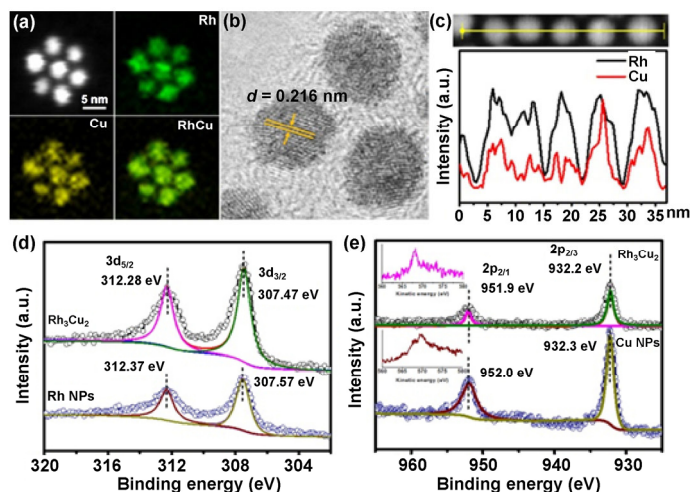 (a)
Rh
5 nm
Cu
RhCu
(b)
d = 0.216 nm
(c)
Rh
Cu
Intensity (a.u.)
0 5 10 15 20 25 30 35 nm
(d)
3d5/2
312.28 eV
3d3/2
307.47 eV
Rh3Cu2
312.37 eV
307.57 eV
Rh NPs
Intensity (a.u.)
320 316 312 308 304
Binding energy (eV)
(e)
2p2/1
951.9 eV
2p2/3
932.2 eV
Rh3Cu2
Kinetic energy (eV)
952.0 eV
932.3 eV
Cu NPs
Kinetic energy (eV)
Intensity (a.u.)
960 950 940 930
Binding energy (eV)